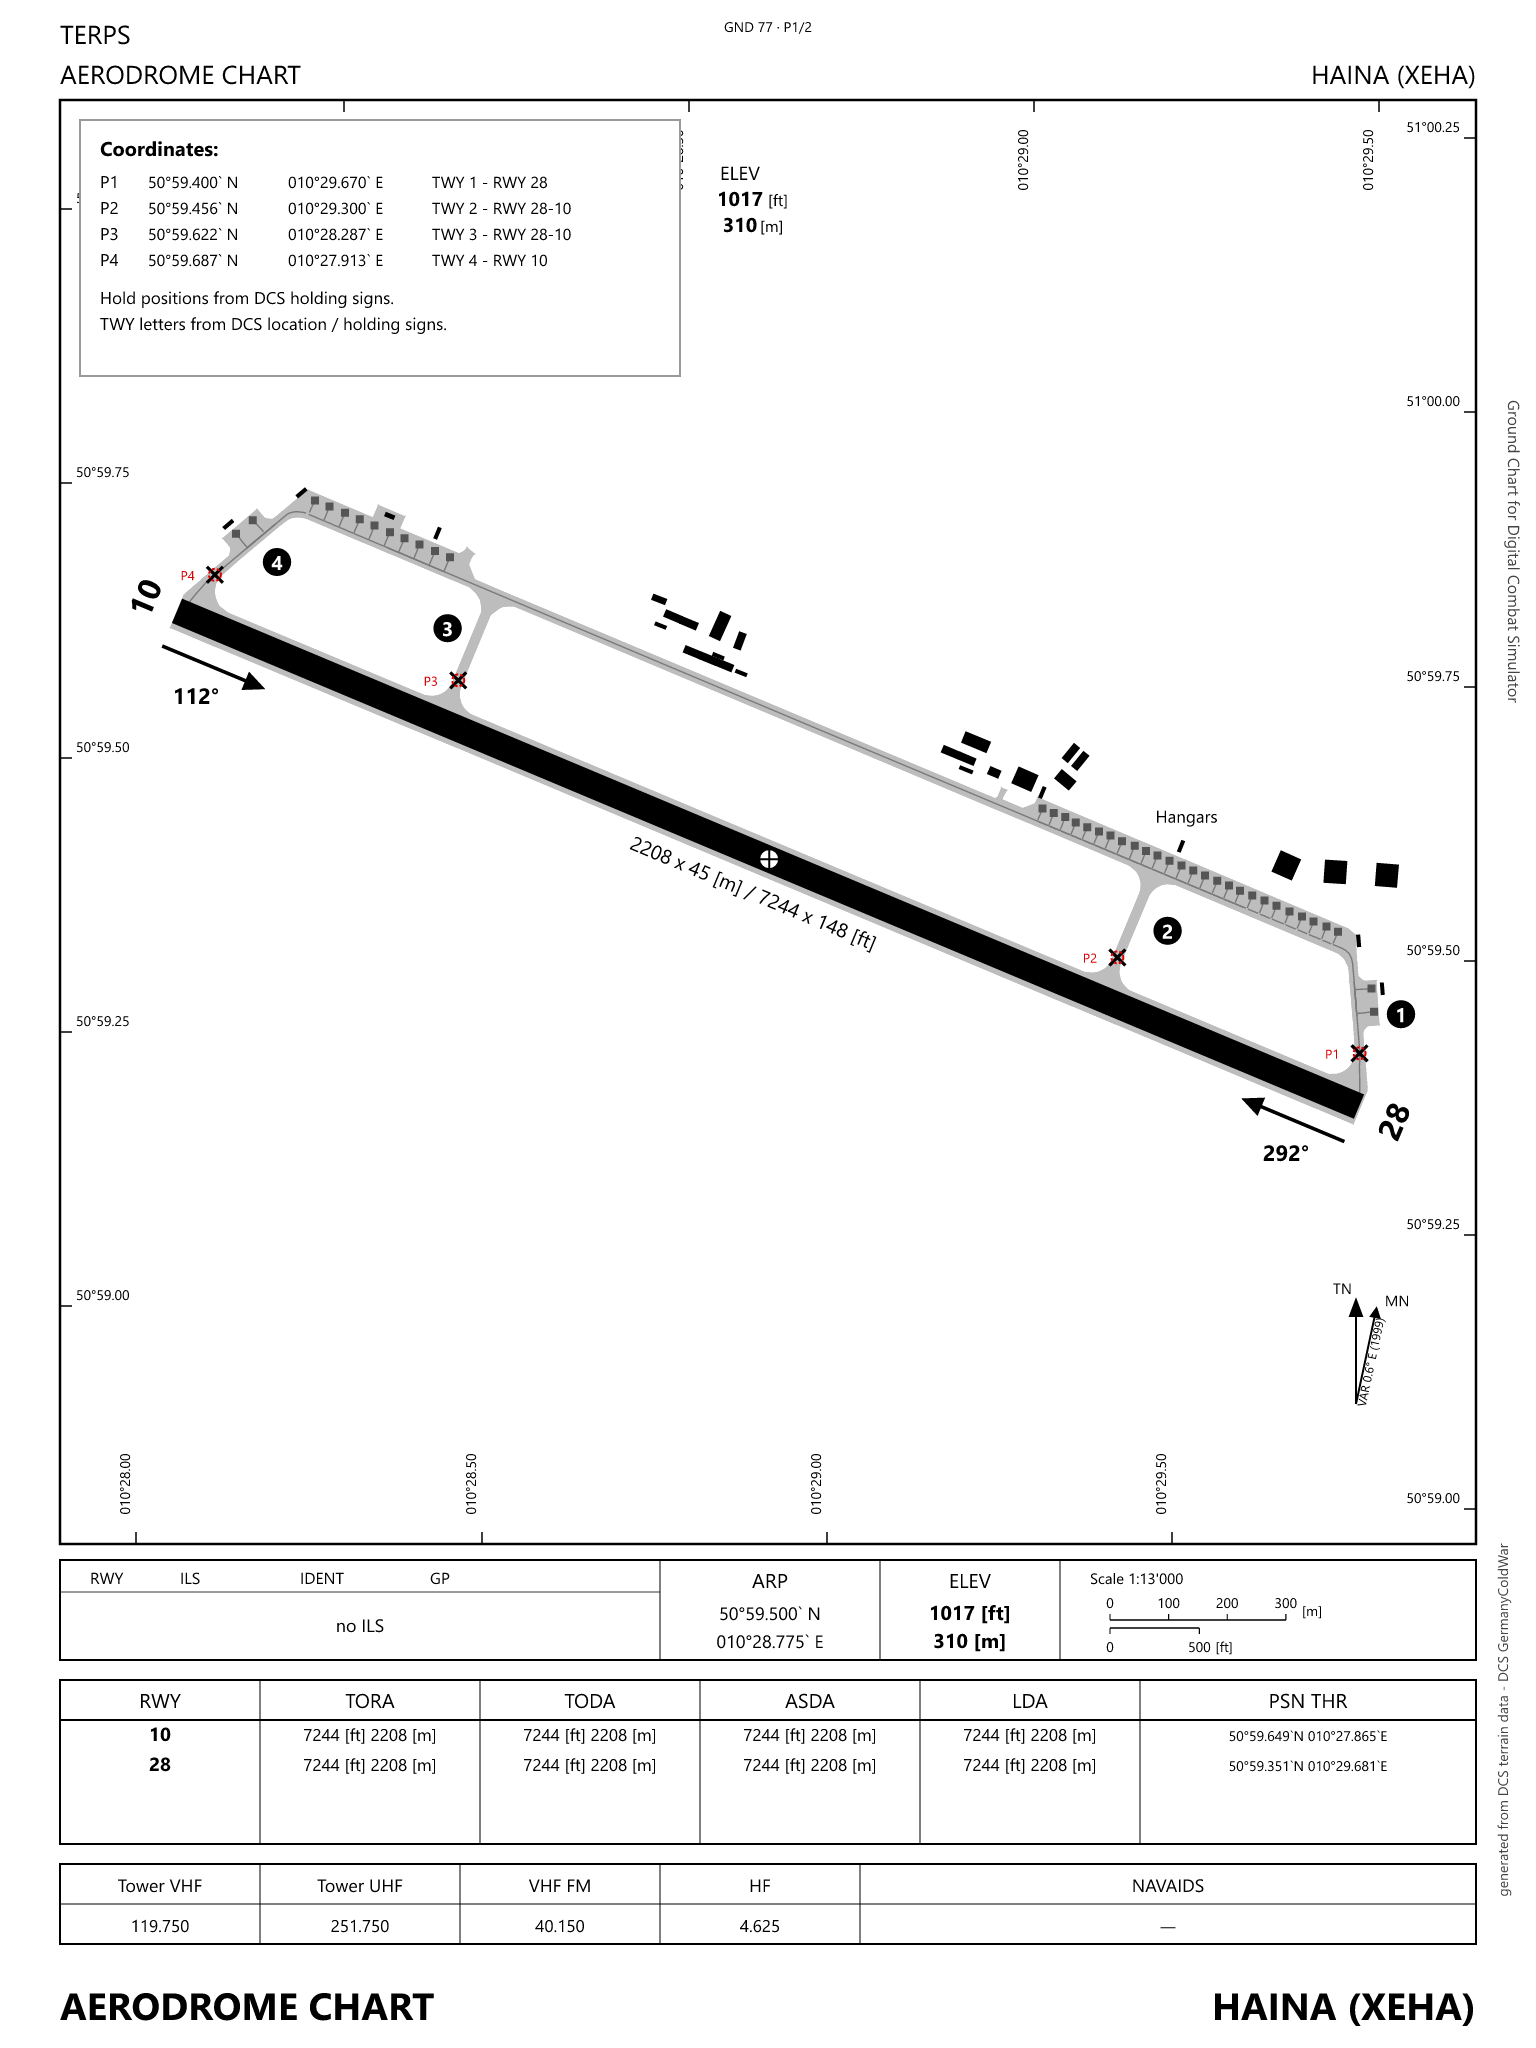 GND 77 · P1/2
TERPS
AERODROME CHART
HAINA (XEHA)
Coordinates:
P1 50°59.400` N 010°29.670` E TWY 1 - RWY 28
P2 50°59.456` N 010°29.300` E TWY 2 - RWY 28-10
P3 50°59.622` N 010°28.287` E TWY 3 - RWY 28-10
P4 50°59.687` N 010°27.913` E TWY 4 - RWY 10
Hold positions from DCS holding signs.
TWY letters from DCS location / holding signs.
ELEV
1017 [ft]
310 [m]
010°29.00
010°29.50
51°00.25
51°00.00
50°59.75
50°59.75
50°59.50
50°59.50
50°59.25
50°59.25
50°59.00
50°59.00
4
P4
10
112°
3
P3
2208 x 45 [m] / 7244 x 148 [ft]
Hangars
2
P2
1
P1
28
292°
TN
MN
VAR 0.6° E (1999)
010°28.00
010°28.50
010°29.00
010°29.50
Ground Chart for Digital Combat Simulator
generated from DCS terrain data - DCS GermanyColdWar
RWY ILS IDENT GP
no ILS
ARP
50°59.500` N
010°28.775` E
ELEV
1017 [ft]
310 [m]
Scale 1:13'000
0 100 200 300 [m]
0 500 [ft]
RWY TORA TODA ASDA LDA PSN THR
10 7244 [ft] 2208 [m] 7244 [ft] 2208 [m] 7244 [ft] 2208 [m] 7244 [ft] 2208 [m] 50°59.649`N 010°27.865`E
28 7244 [ft] 2208 [m] 7244 [ft] 2208 [m] 7244 [ft] 2208 [m] 7244 [ft] 2208 [m] 50°59.351`N 010°29.681`E
Tower VHF Tower UHF VHF FM HF NAVAIDS
119.750 251.750 40.150 4.625 —
AERODROME CHART
HAINA (XEHA)